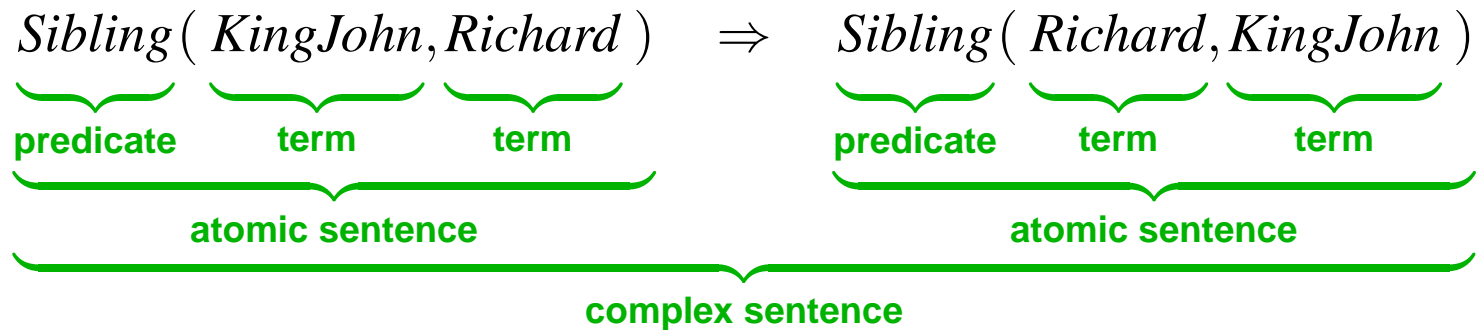 Sibling( KingJohn, Richard ) ⇒ Sibling( Richard, KingJohn )
predicate term term predicate term term
atomic sentence atomic sentence
complex sentence